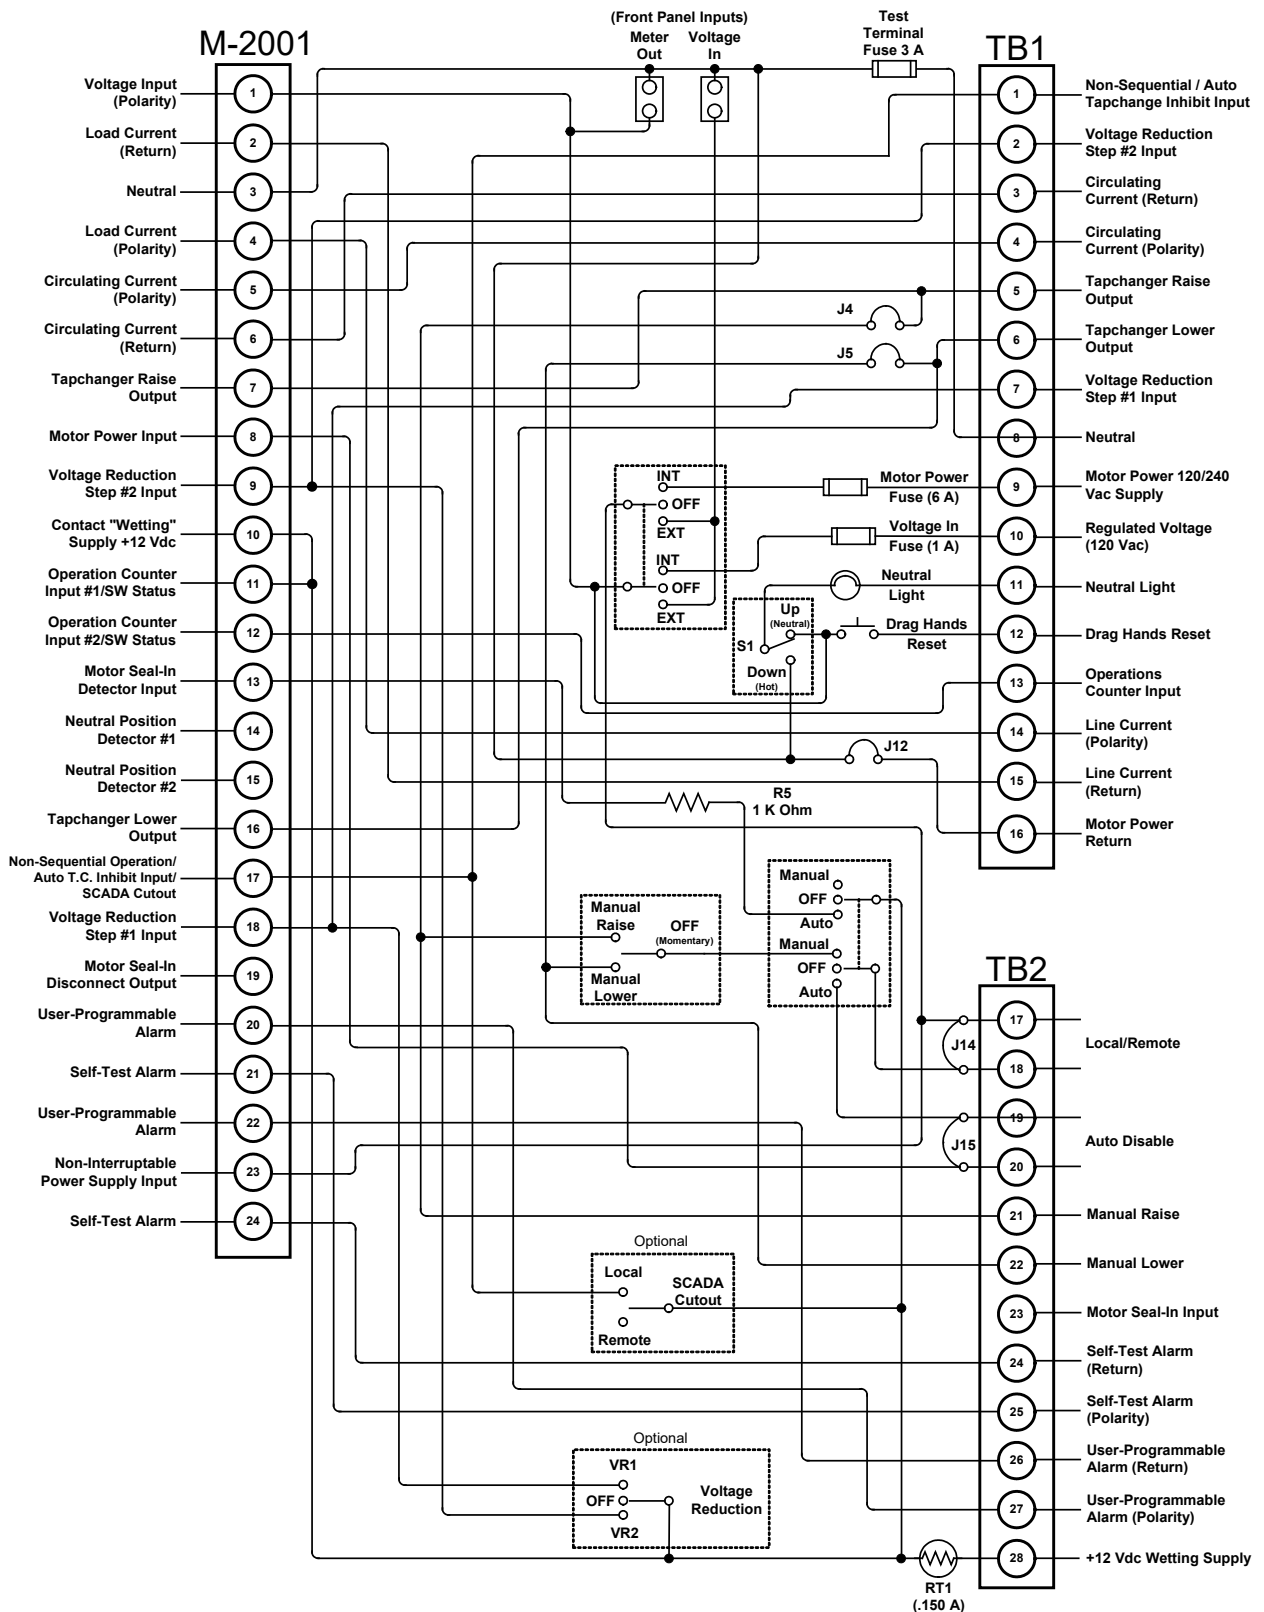 (Front Panel Inputs)
Meter
Out
Voltage
In
Test
Terminal
Fuse 3 A
M-2001
Voltage Input
(Polarity)
1
Load Current
(Return)
2
Neutral
3
Load Current
(Polarity)
4
Circulating Current
(Polarity)
5
Circulating Current
(Return)
6
Tapchanger Raise
Output
7
Motor Power Input
8
Voltage Reduction
Step #2 Input
9
Contact "Wetting"
Supply +12 Vdc
10
Operation Counter
Input #1/SW Status
11
Operation Counter
Input #2/SW Status
12
Motor Seal-In
Detector Input
13
Neutral Position
Detector #1
14
Neutral Position
Detector #2
15
Tapchanger Lower
Output
16
Non-Sequential Operation/
Auto T.C. Inhibit Input/
SCADA Cutout
17
Voltage Reduction
Step #1 Input
18
Motor Seal-In
Disconnect Output
19
User-Programmable
Alarm
20
Self-Test Alarm
21
User-Programmable
Alarm
22
Non-Interruptable
Power Supply Input
23
Self-Test Alarm
24
J4
J5
INT
OFF
EXT
INT
OFF
EXT
Motor Power
Fuse (6 A)
Voltage In
Fuse (1 A)
Neutral
Light
Up
(Neutral)
S1
Down
(Hot)
Drag Hands
Reset
J12
R5
1 K Ohm
Manual
OFF
Auto
Manual
OFF
Auto
Manual
Raise
OFF
(Momentary)
Manual
Lower
J14
J15
Optional
Local
SCADA
Cutout
Remote
Optional
VR1
OFF
VR2
Voltage
Reduction
RT1
(.150 A)
TB1
1
Non-Sequential / Auto
Tapchange Inhibit Input
2
Voltage Reduction
Step #2 Input
3
Circulating
Current (Return)
4
Circulating
Current (Polarity)
5
Tapchanger Raise
Output
6
Tapchanger Lower
Output
7
Voltage Reduction
Step #1 Input
8
Neutral
9
Motor Power 120/240
Vac Supply
10
Regulated Voltage
(120 Vac)
11
Neutral Light
12
Drag Hands Reset
13
Operations
Counter Input
14
Line Current
(Polarity)
15
Line Current
(Return)
16
Motor Power
Return
TB2
17
Local/Remote
18
19
Auto Disable
20
21
Manual Raise
22
Manual Lower
23
Motor Seal-In Input
24
Self-Test Alarm
(Return)
25
Self-Test Alarm
(Polarity)
26
User-Programmable
Alarm (Return)
27
User-Programmable
Alarm (Polarity)
28
+12 Vdc Wetting Supply